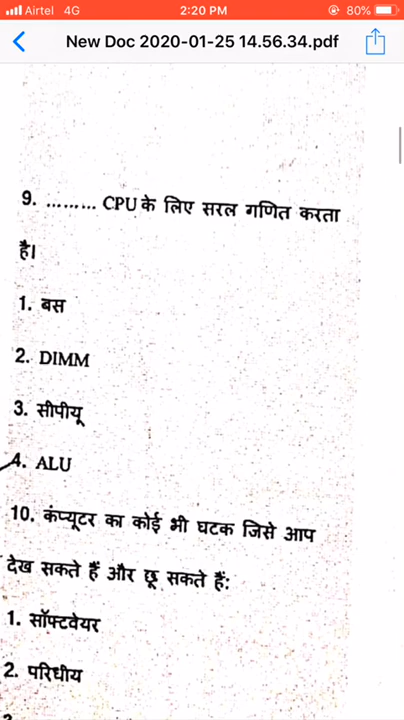 Airtel 4G 2:20 PM 80%
New Doc 2020-01-25 14.56.34.pdf
9. ......... CPU के लिए सरल गणित करता
है।
1. बस
2. DIMM
3. सीपीयू
4. ALU
10. कंप्यूटर का कोई भी घटक जिसे आप
देख सकते हैं और छू सकते हैं:
1. सॉफ्टवेयर
2. परिधीय